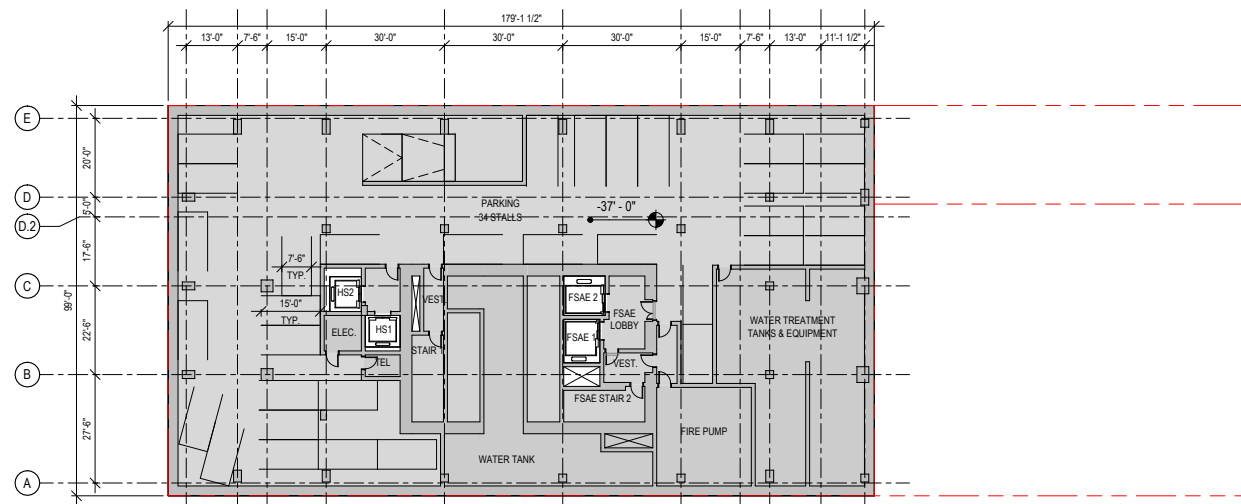 179'-1 1/2"
13'-0" 7'-6" 15'-0" 30'-0" 30'-0" 30'-0" 15'-0" 7'-6" 13'-0" 11'-1 1/2"
E
20'-0"
D
PARKING
34 STALLS
-37' - 0"
5'-0"
D.2
17'-6"
7'-6"
TYP.
C
99'-0"
HS2
VEST.
FSAE 2
15'-0"
TYP.
FSAE
LOBBY
WATER TREATMENT
TANKS & EQUIPMENT
22'-6"
ELEC.
HS1
FSAE 1
STAIR 1
TEL
VEST.
B
FSAE STAIR 2
27'-6"
FIRE PUMP
WATER TANK
A